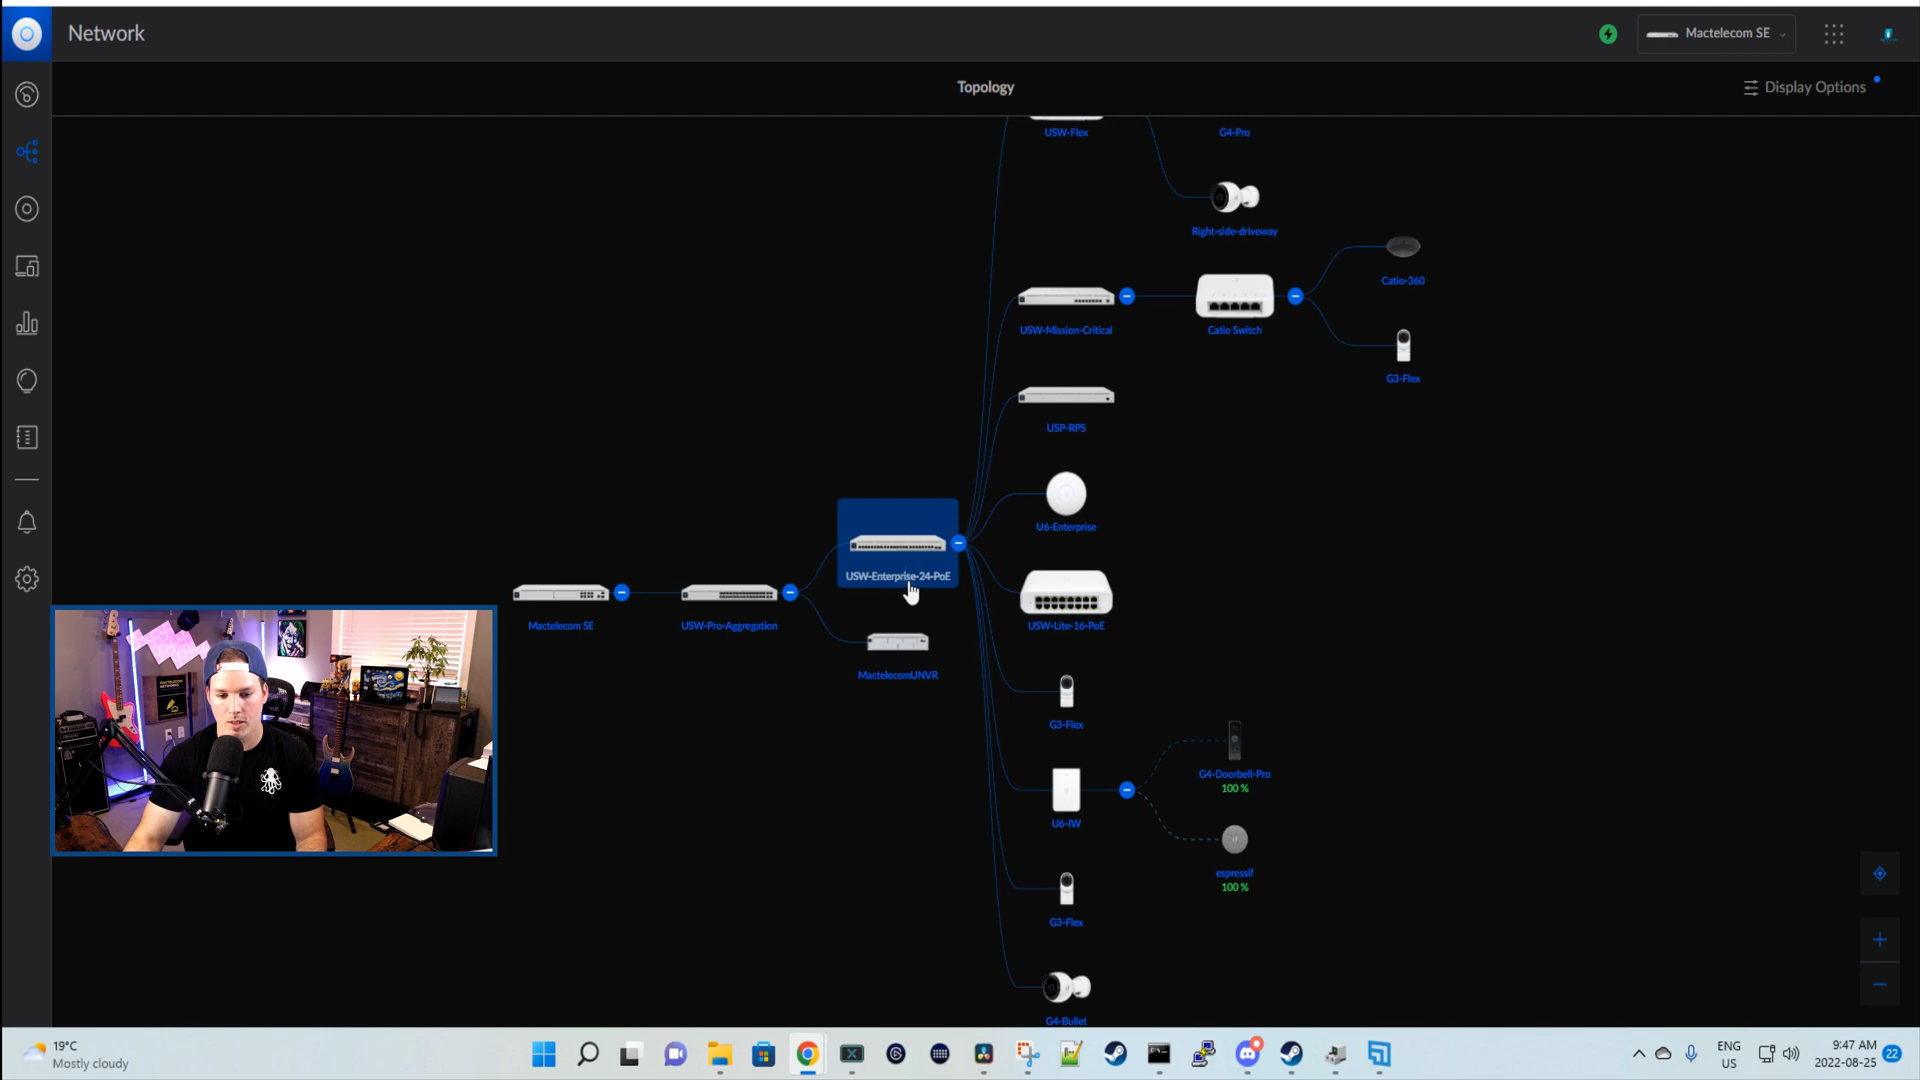 Network
Mactelecom SE
Topology
Display Options
USW-Flex
G4-Pro
Right-side-driveway
Catio-360
USW-Mission-Critical
Catio Switch
G3-Flex
USP-RPS
U6-Enterprise
USW-Enterprise-24-PoE
Mactelecom SE
USW-Pro-Aggregation
USW-Lite-16-PoE
MactelecomUNVR
G3-Flex
G4-Doorbell-Pro
100 %
U6-IW
espressif
100 %
G3-Flex
G4-Bullet
19°C
Mostly cloudy
ENG
US
9:47 AM
2022-08-25
22